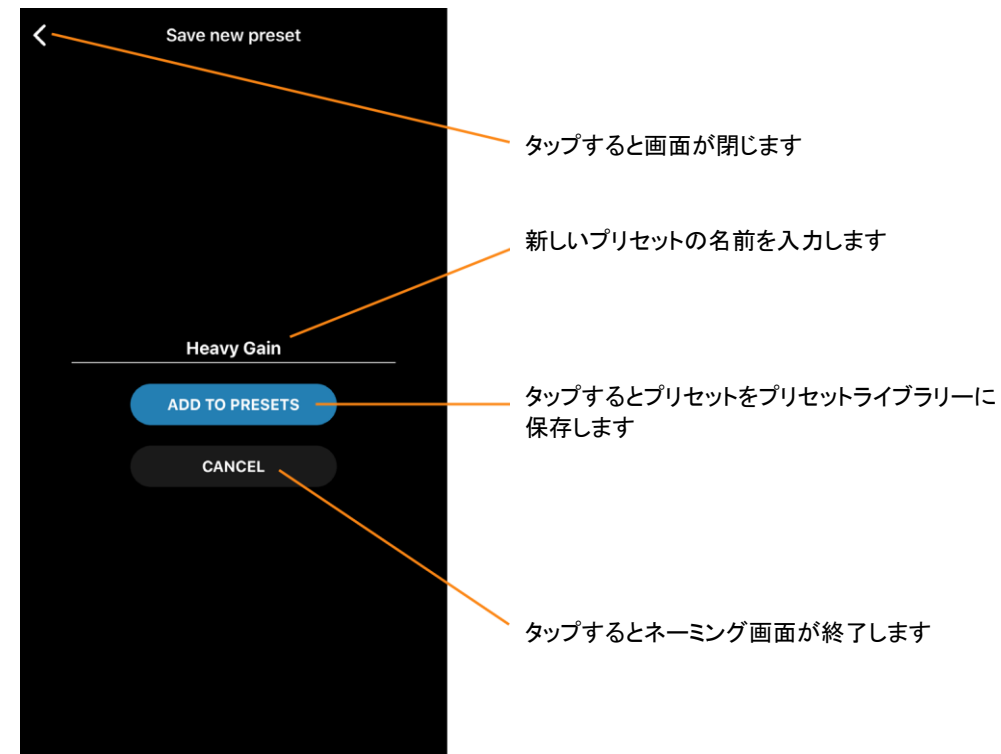 Save new preset
タップすると画面が閉じます
新しいプリセットの名前を入力します
Heavy Gain
ADD TO PRESETS
タップするとプリセットをプリセットライブラリーに
保存します
CANCEL
タップするとネーミング画面が終了します